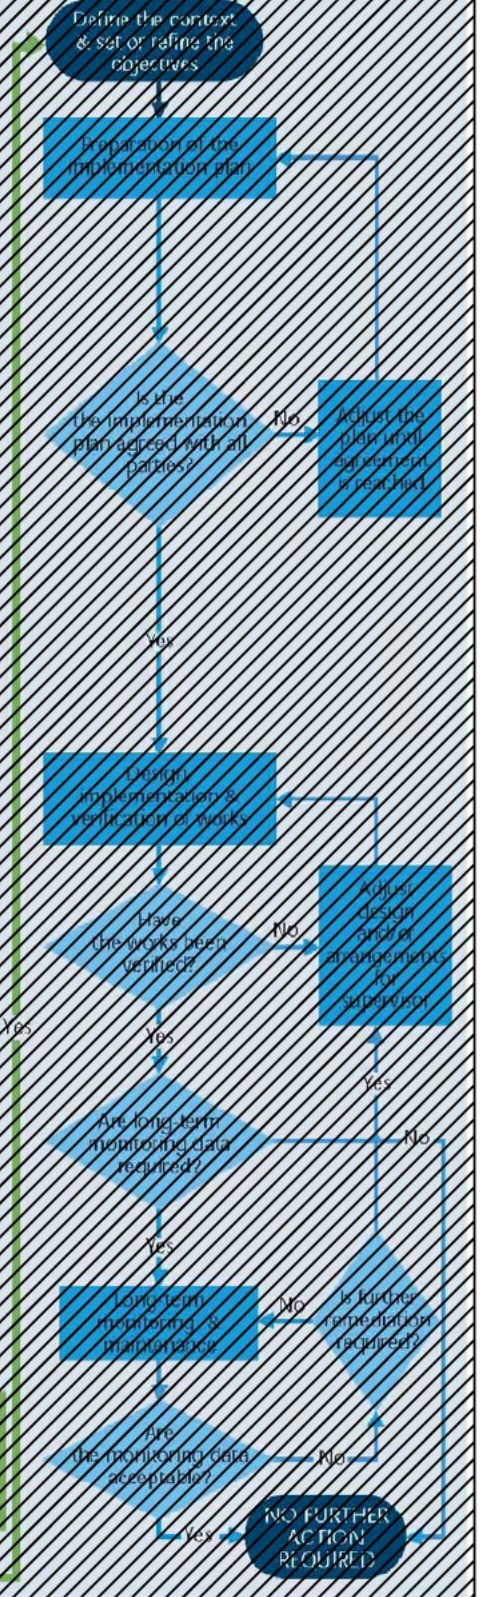 Define the context
& set or refine the
objectives
Preparation of the
implementation plan
Is the
the implementation
plan agreed with all
parties?
No
Adjust the
plan until
agreement
is reached
Yes
Design,
implementation &
verification of works
Have
the works been
verified?
No
Adjust
design
and/or
arrangements
for
supervisor
Yes
Yes
Yes
Are long-term
monitoring data
required?
No
Yes
Long-term
monitoring &
maintenance
No
Is further
remediation
required?
Are
the monitoring data
acceptable?
No
Yes
NO FURTHER
ACTION
REQUIRED